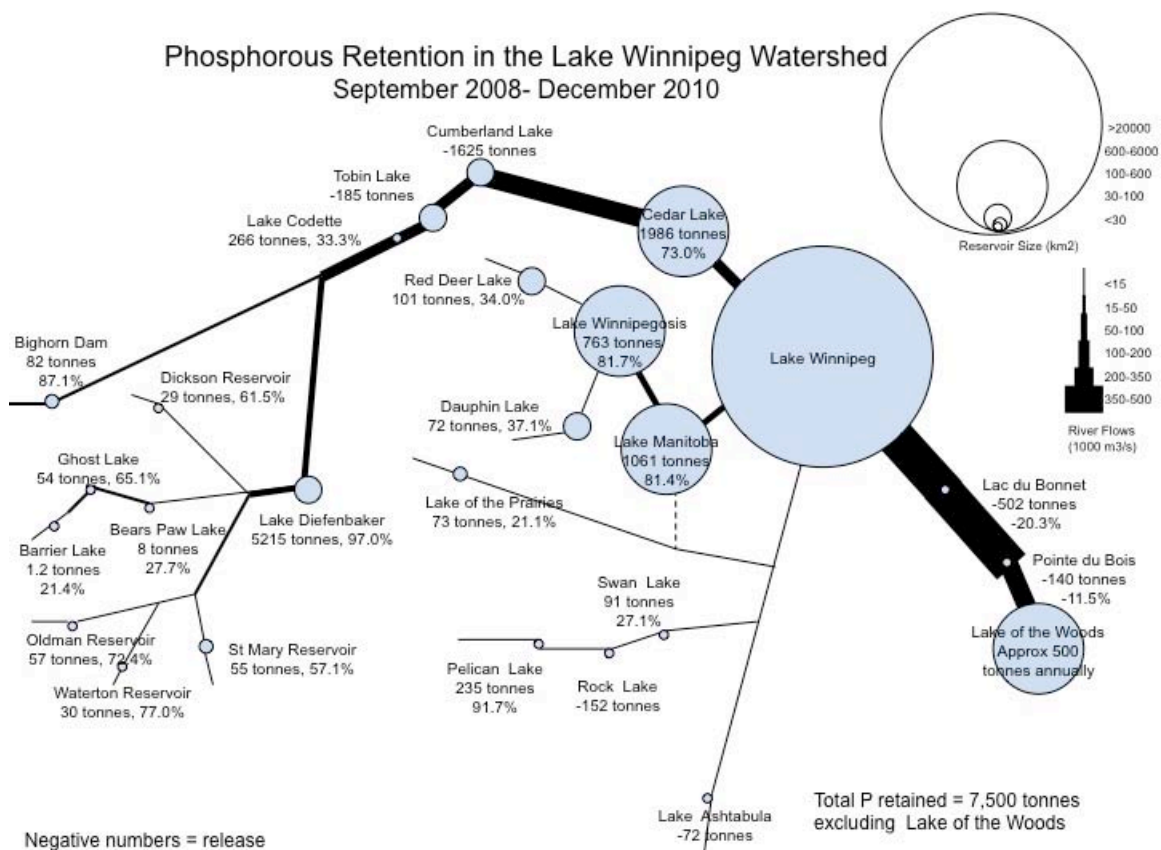 Phosphorous Retention in the Lake Winnipeg Watershed
September 2008- December 2010
>20000
600-6000
100-600
30-100
<30
Reservoir Size (km2)
<15
15-50
50-100
100-200
200-350
350-500
River Flows
(1000 m3/s)
Cumberland Lake
-1625 tonnes
Tobin Lake
-185 tonnes
Lake Codette
266 tonnes, 33.3%
Cedar Lake
1986 tonnes
73.0%
Red Deer Lake
101 tonnes, 34.0%
Lake Winnipegosis
763 tonnes
81.7%
Lake Winnipeg
Bighorn Dam
82 tonnes
87.1%
Dickson Reservoir
29 tonnes, 61.5%
Dauphin Lake
72 tonnes, 37.1%
Lake Manitoba
1061 tonnes
81.4%
Ghost Lake
54 tonnes, 65.1%
Bears Paw Lake
8 tonnes
27.7%
Barrier Lake
1.2 tonnes
21.4%
Lake Diefenbaker
5215 tonnes, 97.0%
Lake of the Prairies
73 tonnes, 21.1%
Lac du Bonnet
-502 tonnes
-20.3%
Pointe du Bois
-140 tonnes
-11.5%
Lake of the Woods
Approx 500
tonnes annually
Swan Lake
91 tonnes
27.1%
Oldman Reservoir
57 tonnes, 72.4%
St Mary Reservoir
55 tonnes, 57.1%
Waterton Reservoir
30 tonnes, 77.0%
Pelican Lake
235 tonnes
91.7%
Rock Lake
-152 tonnes
Lake Ashtabula
-72 tonnes
Total P retained = 7,500 tonnes
excluding Lake of the Woods
Negative numbers = release